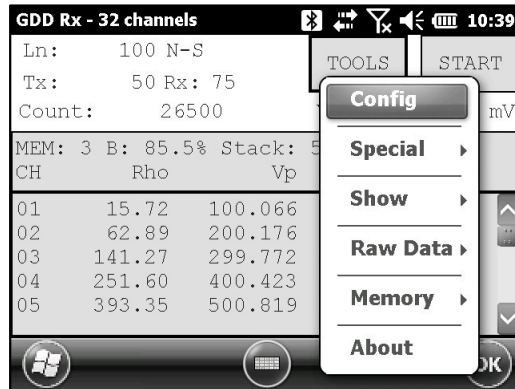 GDD Rx - 32 channels 10:39
Ln: 100 N-S
TOOLS START
Tx: 50 Rx: 75
Count: 26500 mV
MEM: 3 B: 85.5% Stack: 5
CH Rho Vp
01 15.72 100.066
02 62.89 200.176
03 141.27 299.772
04 251.60 400.423
05 393.35 500.819
Config
Special
Show
Raw Data
Memory
About
OK